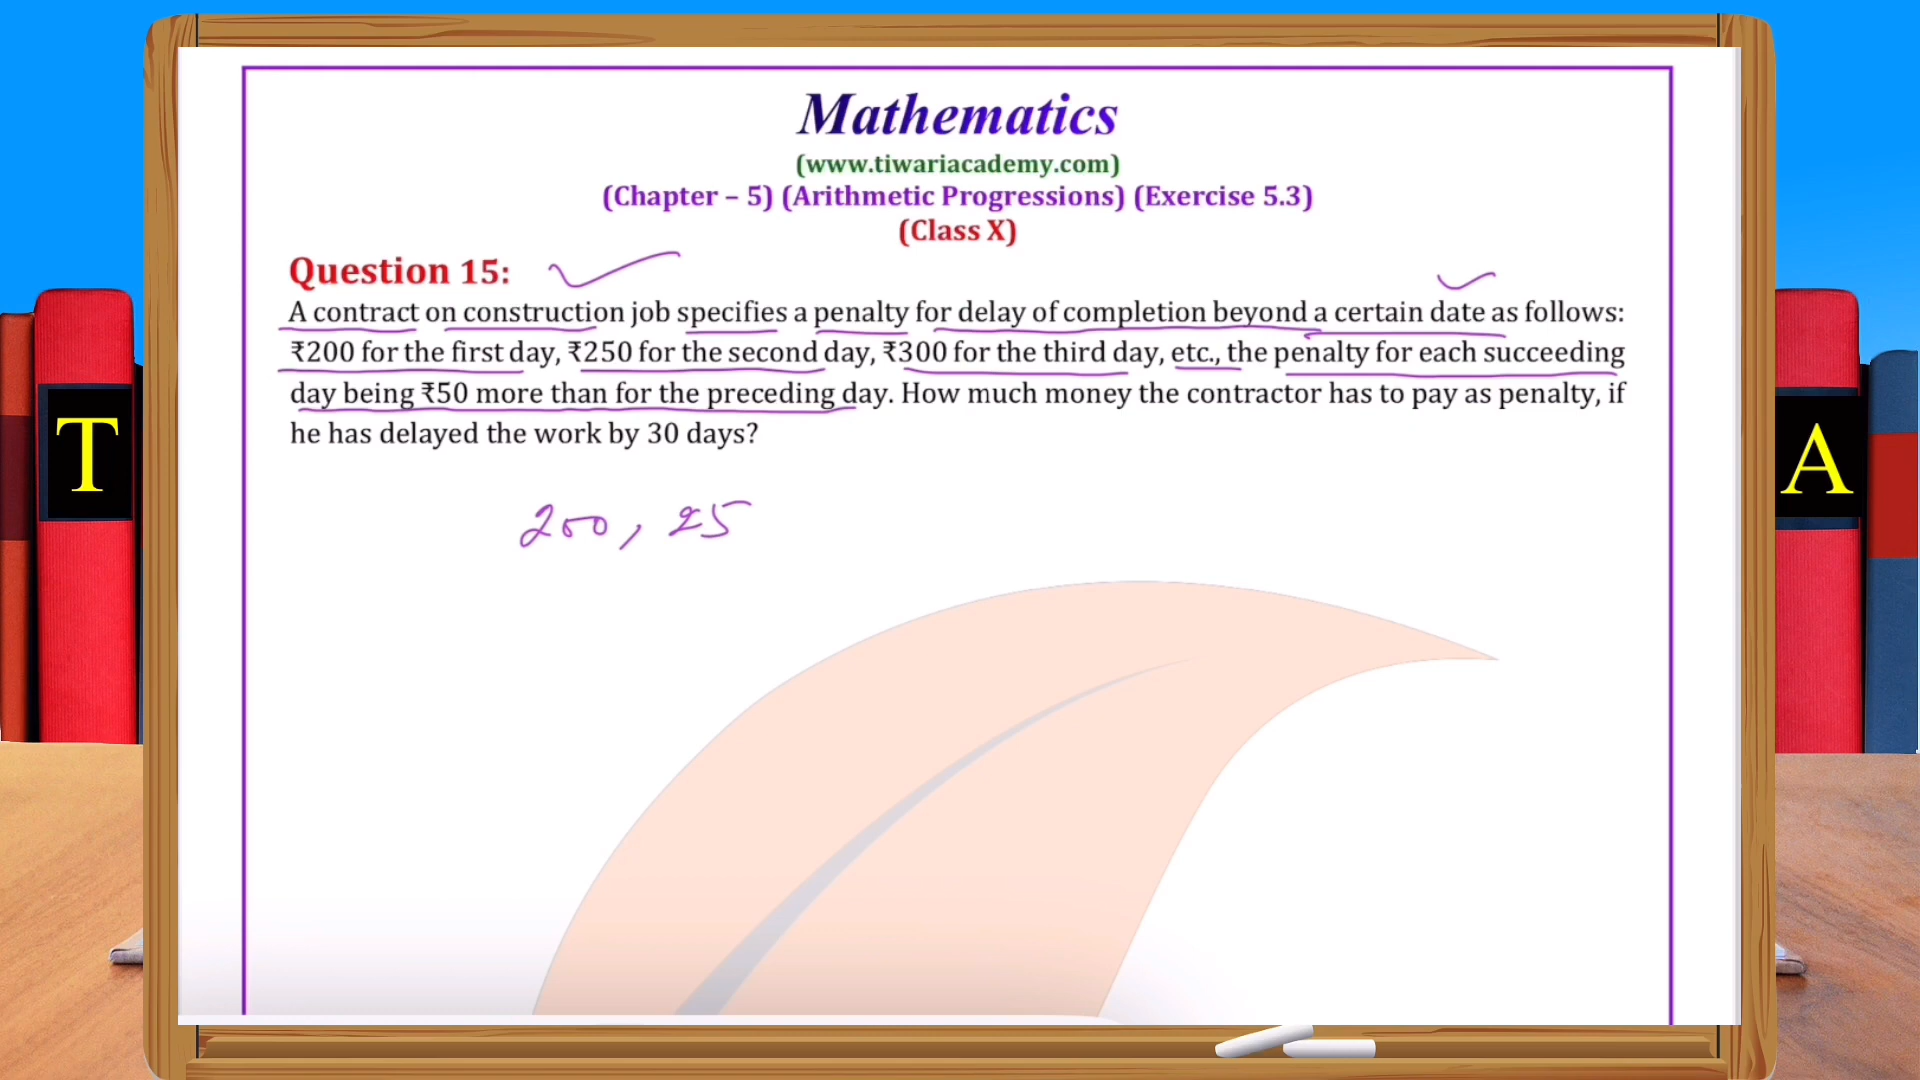 Mathematics
(www.tiwariacademy.com)
(Chapter – 5) (Arithmetic Progressions) (Exercise 5.3)
(Class X)
Question 15:
A contract on construction job specifies a penalty for delay of completion beyond a certain date as follows:
₹200 for the first day, ₹250 for the second day, ₹300 for the third day, etc., the penalty for each succeeding
day being ₹50 more than for the preceding day. How much money the contractor has to pay as penalty, if
he has delayed the work by 30 days?
200, 25
T
A